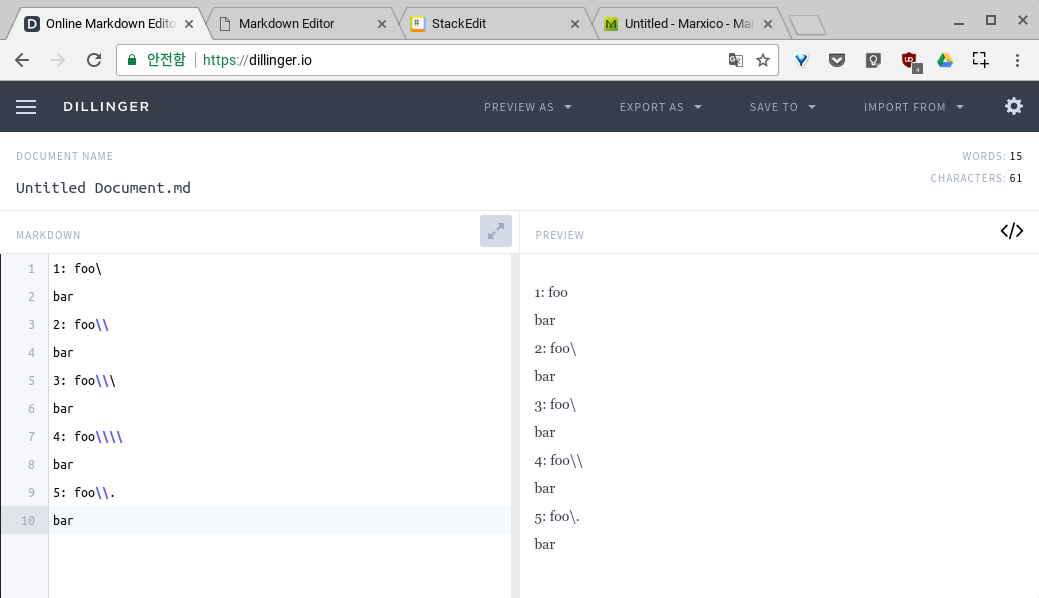 Online Markdown Edito
Markdown Editor
StackEdit
Untitled - Marxico - Mar
안전함 https://dillinger.io
4
DILLINGER
PREVIEW AS
EXPORT AS
SAVE TO
IMPORT FROM
DOCUMENT NAME
Untitled Document.md
WORDS: 15
CHARACTERS: 61
MARKDOWN
1 1: foo\
2 bar
3 2: foo\\
4 bar
5 3: foo\\\
6 bar
7 4: foo\\\\
8 bar
9 5: foo\\.
10 bar
PREVIEW
</>
1: foo
bar
2: foo\
bar
3: foo\
bar
4: foo\\
bar
5: foo\.
bar